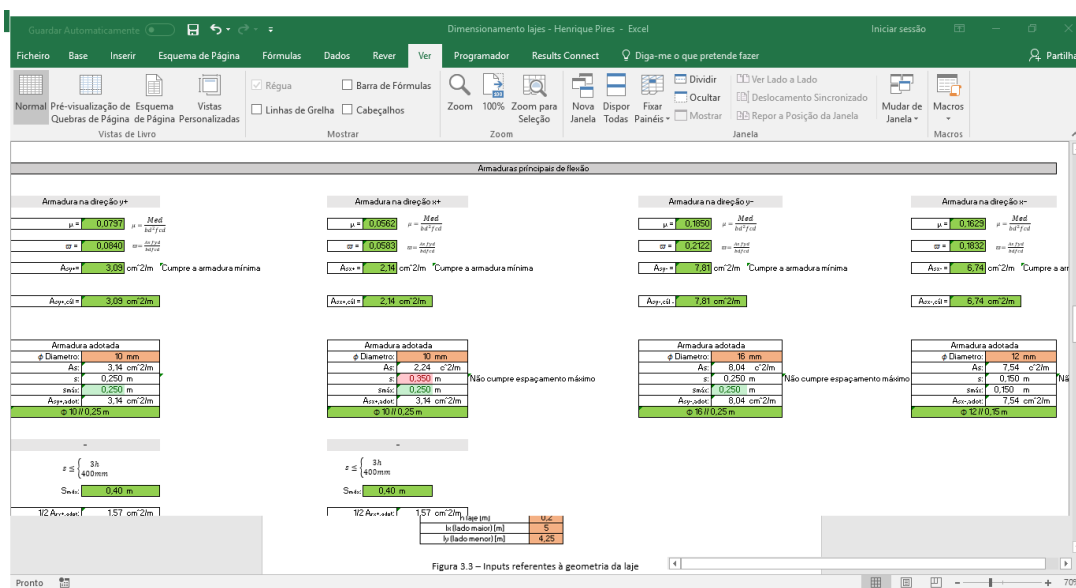 Guardar Automaticamente
Dimensionamento lajes - Henrique Pires - Excel
Iniciar sessão
Ficheiro Base Inserir Esquema de Página Fórmulas Dados Rever Ver Programador Results Connect Diga-me o que pretende fazer Partilha
Normal Pré-visualização de Quebras de Página Esquema de Página Vistas Personalizadas
Vistas de Livro
Régua Barra de Fórmulas
Linhas de Grelha Cabeçalhos
Mostrar
Zoom 100% Zoom para Seleção
Zoom
Nova Janela Dispor Todas Fixar Painéis
Dividir
Ocultar
Mostrar
Ver Lado a Lado
Deslocamento Sincronizado
Repor a Posição da Janela
Mudar de Janela
Janela
Macros
Macros
Armaduras príncipais de flexão
Armadura na direção y+
μ = 0,0797 μ = Med/bd²fcd
ϖ = 0,0840
Asy+= 3,09 cm^2/m Cumpre a armadura mínima
Asy+,cál = 3,09 cm^2/m
Armadura adotada
ϕ Diametro: 10 mm
As: 3,14 cm^2/m
s: 0,250 m
smáx: 0,250 m
Asy+,adot: 3,14 cm^2/m
Φ 10 // 0,25 m
-
s ≤ { 3h
400mm
Smáx: 0,40 m
1,57 cm^2/m
Armadura na direção x+
μ = 0,0562 μ = Med/bd²fcd
ϖ = 0,0583
Asx+ = 2,14 cm^2/m Cumpre a armadura mínima
Asx+,cál = 2,14 cm^2/m
Armadura adotada
ϕ Diametro: 10 mm
As: 2,24 c^2/m
s: 0,350 m Não cumpre espaçamento máximo
smáx: 0,250 m
Asx+,adot: 3,14 cm^2/m
Φ 10 // 0,25 m
-
s ≤ { 3h
400mm
Smáx: 0,40 m
1,57 cm^2/m
Armadura na direção y-
μ = 0,1850 μ = Med/bd²fcd
ϖ = 0,2122
Asy- = 7,81 cm^2/m Cumpre a armadura mínima
Asy-,cál = 7,81 cm^2/m
Armadura adotada
ϕ Diametro: 16 mm
As: 8,04 c^2/m
s: 0,250 m Não cumpre espaçamento máximo
smáx: 0,250 m
Asy-,adot: 8,04 cm^2/m
Φ 16 // 0,25 m
Armadura na direção x-
μ = 0,1629 μ = Med/bd²fcd
ϖ = 0,1832
Asx- = 6,74 cm^2/m Cumpre a arr
Asx-,cál = 6,74 cm^2/m
Armadura adotada
ϕ Diametro: 12 mm
As: 7,54 c^2/m
s: 0,150 m Nã
smáx: 0,150 m
Asx-,adot: 7,54 cm^2/m
Φ 12 // 0,15 m
h laje [m] 0,2
lx (lado maior) [m] 5
ly (lado menor) [m] 4,25
Figura 3.3 – Inputs referentes à geometria da laje
Pronto
70%